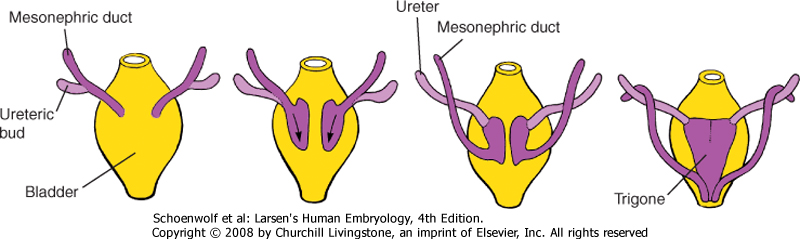 Mesonephric duct
Ureteric
bud
Bladder
Ureter
Mesonephric duct
Trigone
Schoenwolf et al: Larsen's Human Embryology, 4th Edition.
Copyright © 2008 by Churchill Livingstone, an imprint of Elsevier, Inc. All rights reserved